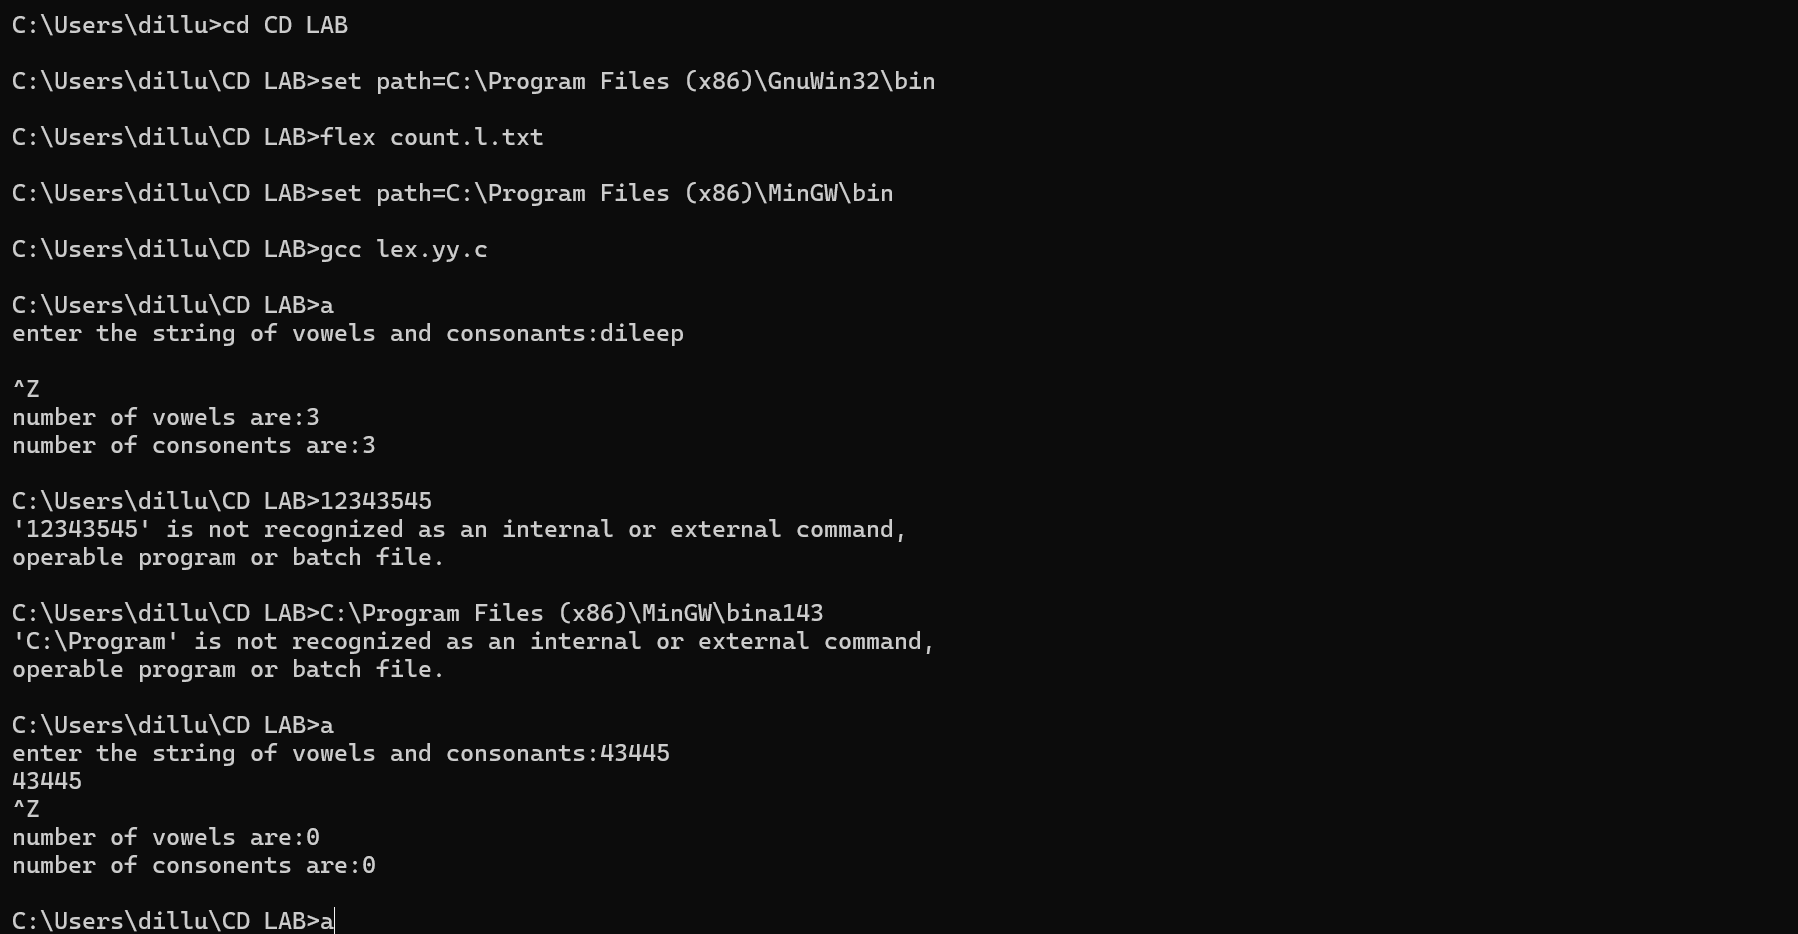 C:\Users\dillu>cd CD LAB
C:\Users\dillu\CD LAB>set path=C:\Program Files (x86)\GnuWin32\bin
C:\Users\dillu\CD LAB>flex count.l.txt
C:\Users\dillu\CD LAB>set path=C:\Program Files (x86)\MinGW\bin
C:\Users\dillu\CD LAB>gcc lex.yy.c
C:\Users\dillu\CD LAB>a
enter the string of vowels and consonants:dileep
^Z
number of vowels are:3
number of consonents are:3
C:\Users\dillu\CD LAB>12343545
'12343545' is not recognized as an internal or external command,
operable program or batch file.
C:\Users\dillu\CD LAB>C:\Program Files (x86)\MinGW\bina143
'C:\Program' is not recognized as an internal or external command,
operable program or batch file.
C:\Users\dillu\CD LAB>a
enter the string of vowels and consonants:43445
43445
^Z
number of vowels are:0
number of consonents are:0
C:\Users\dillu\CD LAB>a